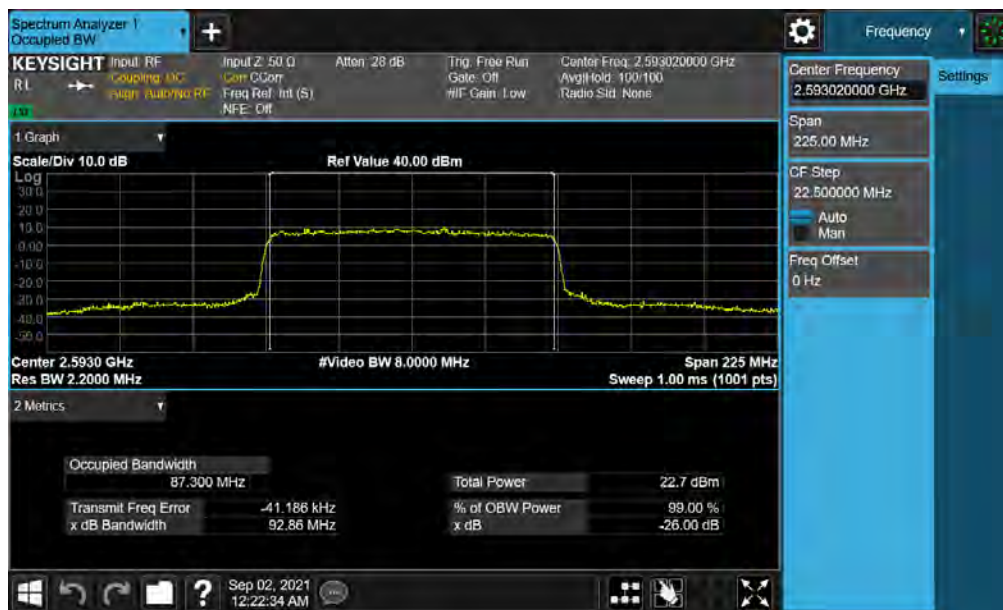 Spectrum Analyzer 1
Occupied BW
Frequency
KEYSIGHT
Input: RF
Input Z: 50 Ω
Atten: 28 dB
Trig: Free Run
Center Freq: 2.593020000 GHz
RL
Coupling: DC
Corr CCorr
Gate: Off
Avg|Hold: 100/100
Align: Auto/No RF
Freq Ref: Int (S)
#IF Gain: Low
Radio Std: None
NFE: Off
Center Frequency
2.593020000 GHz
Settings
Span
225.00 MHz
CF Step
22.500000 MHz
Auto
Man
Freq Offset
0 Hz
1 Graph
Scale/Div 10.0 dB
Ref Value 40.00 dBm
Log
30.0
20.0
10.0
0.00
-10.0
-20.0
-30.0
-40.0
-50.0
Center 2.5930 GHz
#Video BW 8.0000 MHz
Span 225 MHz
Res BW 2.2000 MHz
Sweep 1.00 ms (1001 pts)
2 Metrics
Occupied Bandwidth
87.300 MHz
Total Power
22.7 dBm
Transmit Freq Error
-41.186 kHz
% of OBW Power
99.00 %
x dB Bandwidth
92.86 MHz
x dB
-26.00 dB
?
Sep 02, 2021
12:22:34 AM